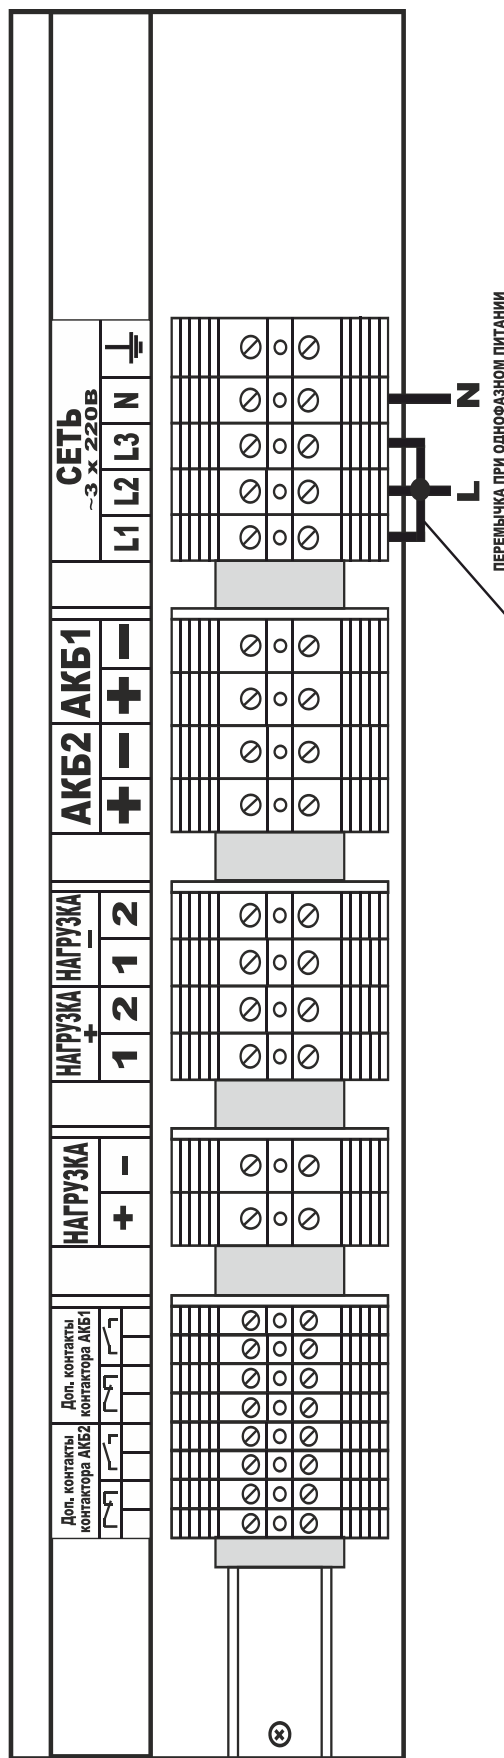 СЕТЬ
~3 x 220В
L1 L2 L3 N
N
L
ПЕРЕМЫЧКА ПРИ ОДНОФАЗНОМ ПИТАНИИ
АКБ2 АКБ1
+ − + −
НАГРУЗКА
+
НАГРУЗКА
−
1 2 1 2
НАГРУЗКА
+ -
Доп. контакты
контактора АКБ2
Доп. контакты
контактора АКБ1